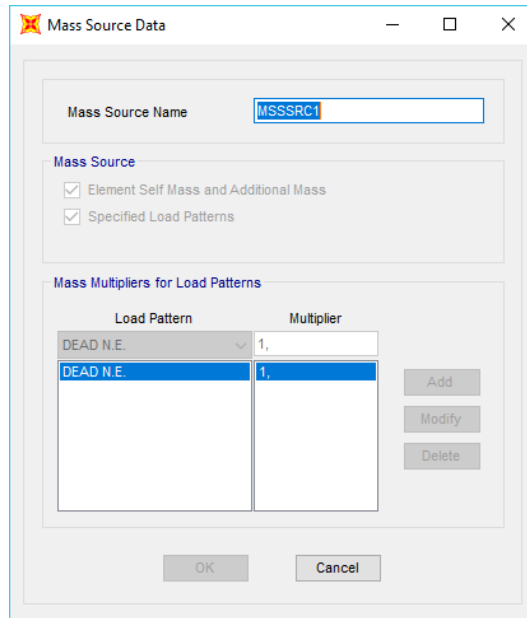 Mass Source Data
Mass Source Name MSSSRC1
Mass Source
Element Self Mass and Additional Mass
Specified Load Patterns
Mass Multipliers for Load Patterns
Load Pattern Multiplier
DEAD N.E. 1,
DEAD N.E. 1,
Add
Modify
Delete
OK Cancel